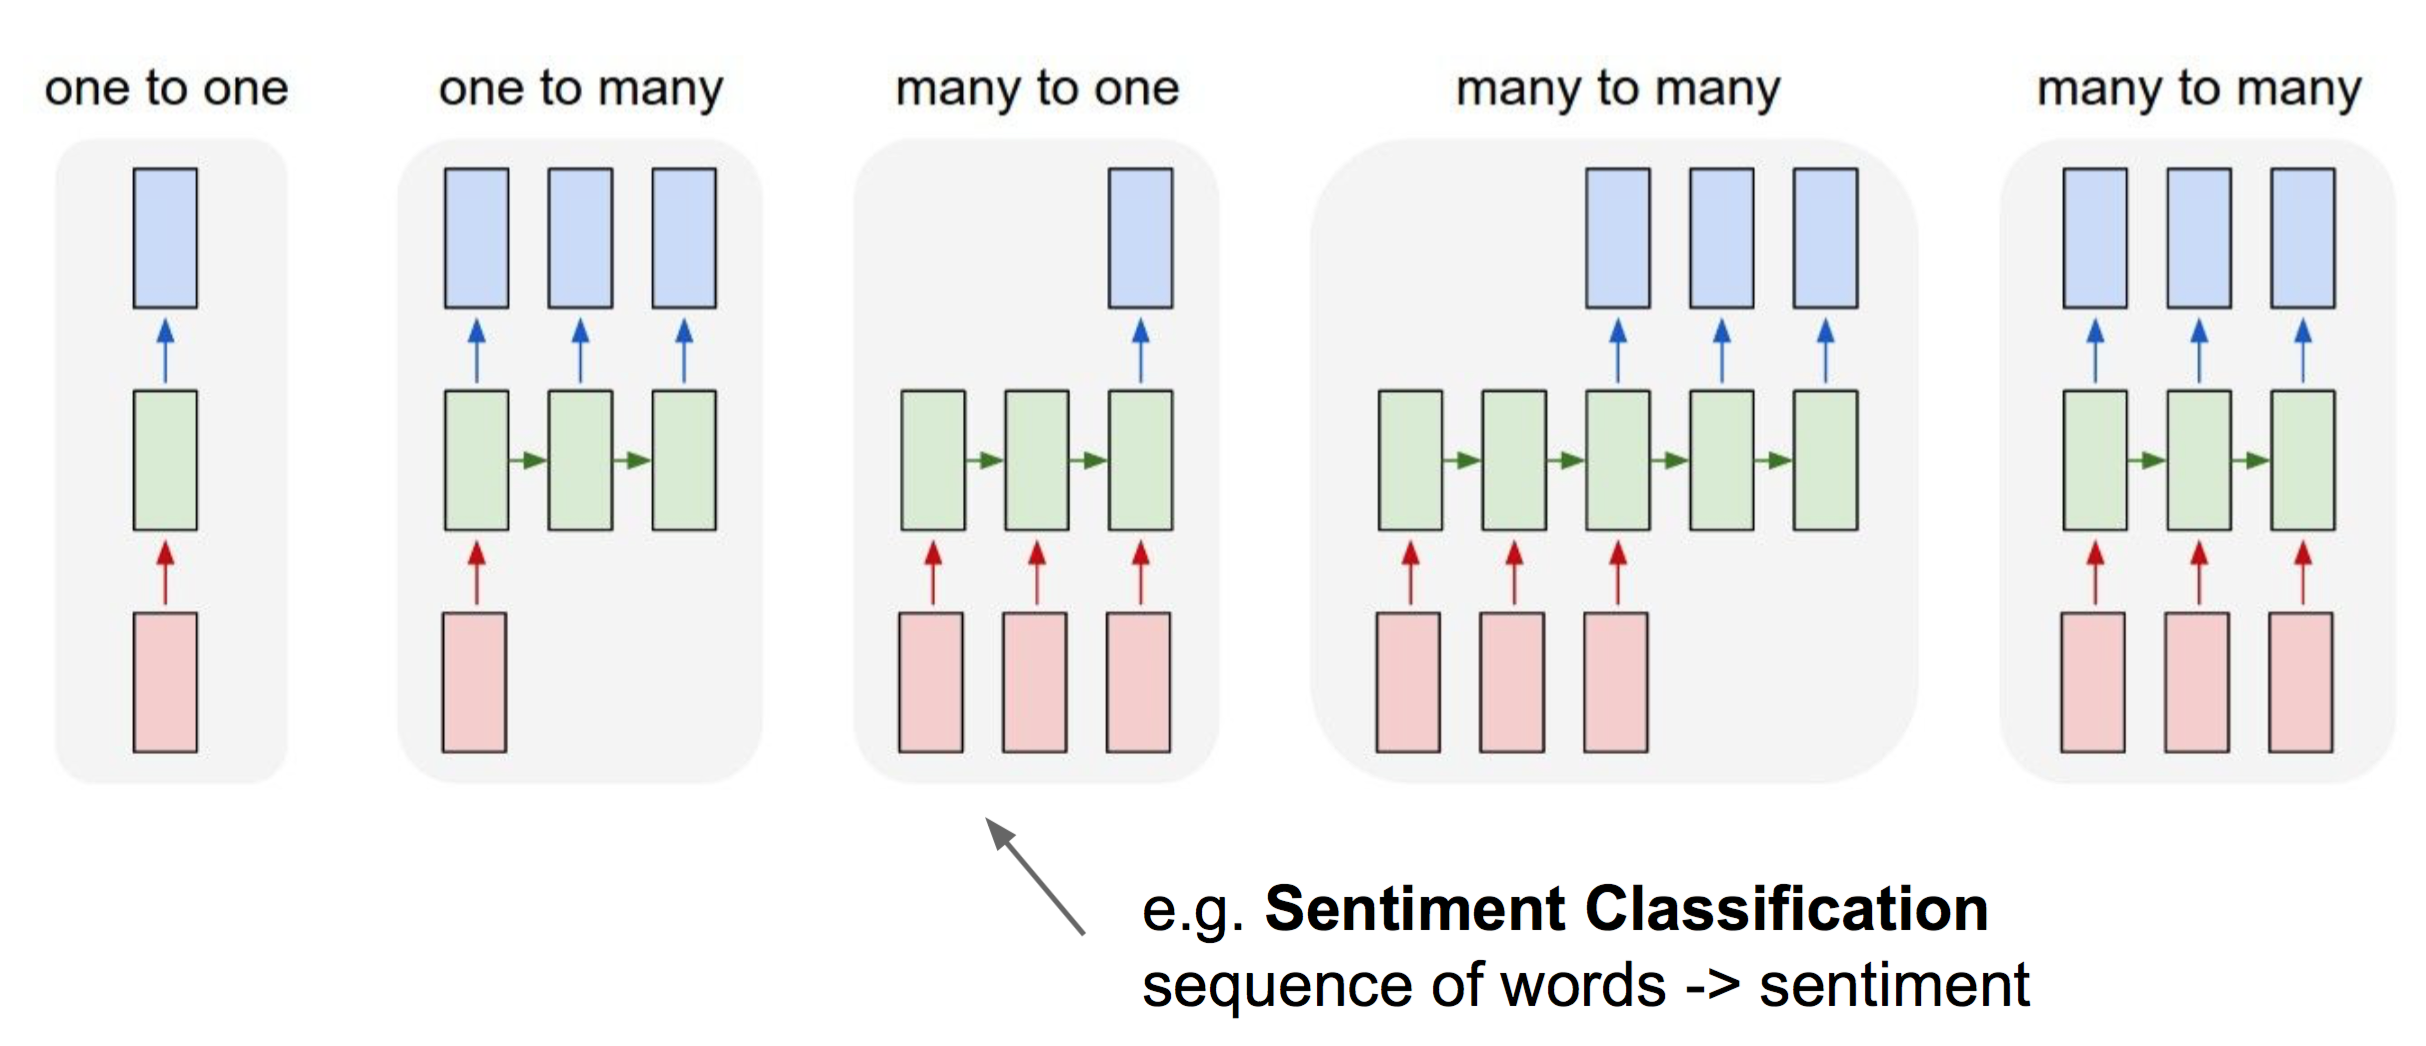 one to one
one to many
many to one
many to many
many to many
e.g. Sentiment Classification
sequence of words -> sentiment